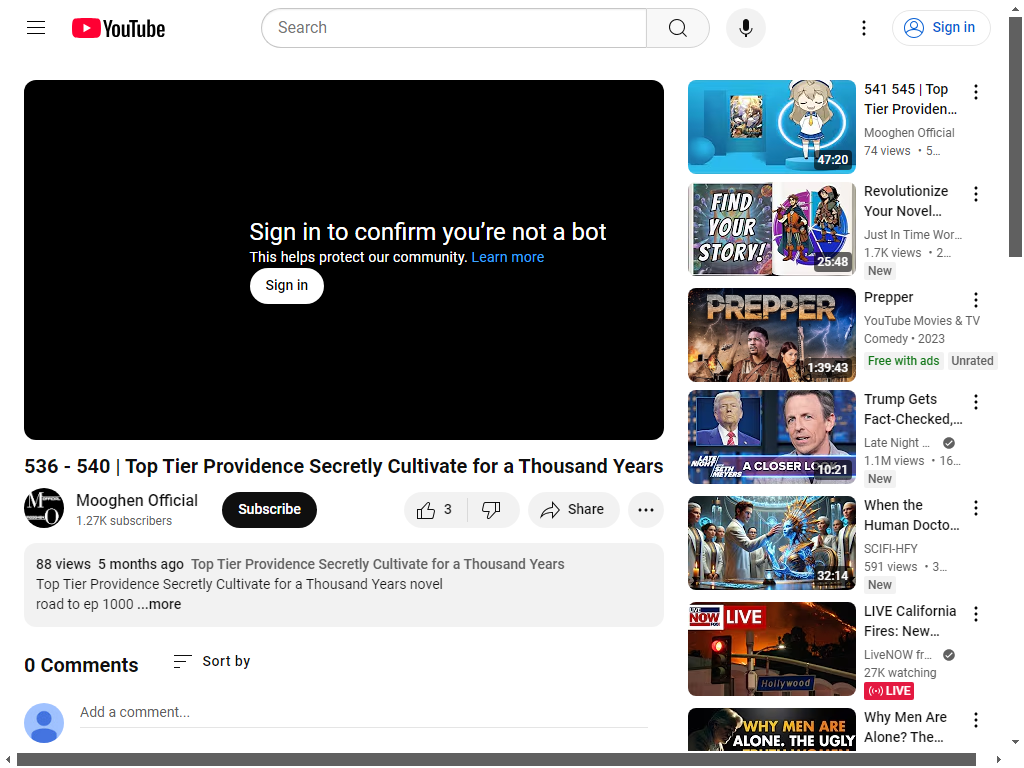 YouTube
Search
Sign in
Sign in to confirm you’re not a bot
This helps protect our community. Learn more
Sign in
536 - 540 | Top Tier Providence Secretly Cultivate for a Thousand Years
Mooghen Official
1.27K subscribers
Subscribe
3
Share
88 views 5 months ago Top Tier Providence Secretly Cultivate for a Thousand Years
Top Tier Providence Secretly Cultivate for a Thousand Years novel
road to ep 1000 ...more
0 Comments
Sort by
Add a comment...
47:20
541 545 | Top
Tier Providen...
Mooghen Official
74 views • 5...
FIND
YOUR
STORY!
25:48
Revolutionize
Your Novel...
Just In Time Wor...
1.7K views • 2...
New
PREPPER
1:39:43
Prepper
YouTube Movies & TV
Comedy • 2023
Free with ads
Unrated
LATE
NIGHT
SETH
MEYERS
A CLOSER LO
10:21
Trump Gets
Fact-Checked,...
Late Night ...
1.1M views • 16...
New
32:14
When the
Human Docto...
SCIFI-HFY
591 views • 3...
New
LIVE
NOW
FOX
LIVE
Hollywood
LIVE California
Fires: New...
LiveNOW fr...
27K watching
LIVE
WHY MEN ARE
ALONE. THE UGLY
Why Men Are
Alone? The...